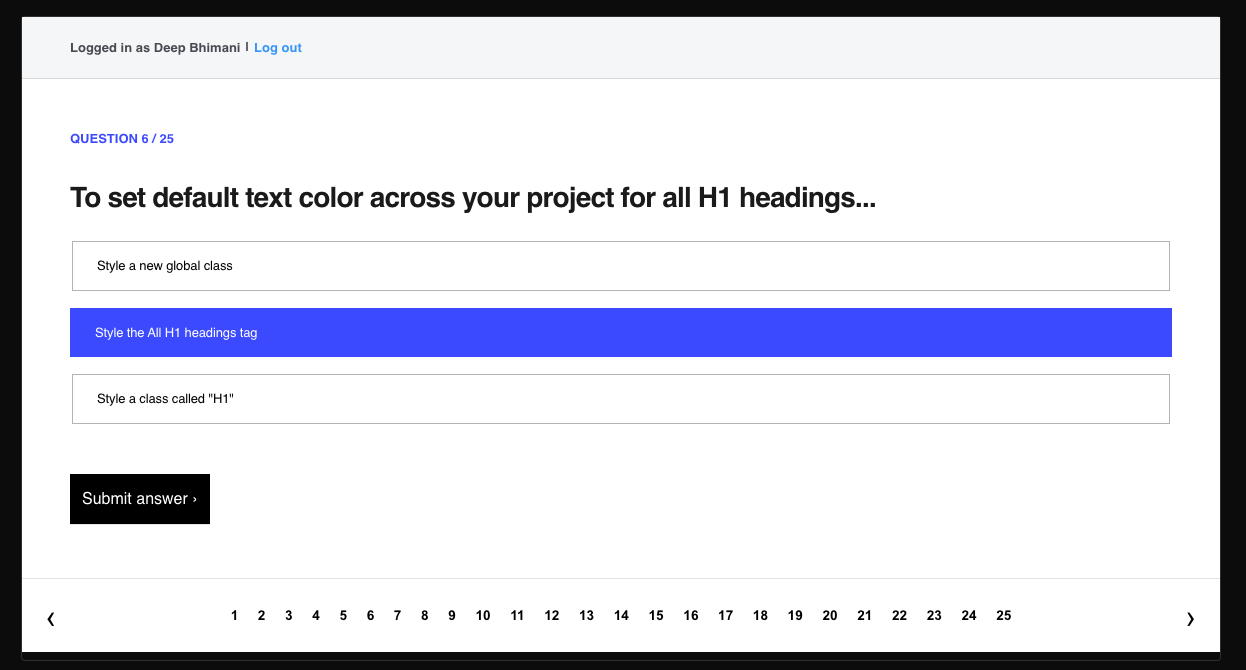 Logged in as Deep Bhimani | Log out
QUESTION 6 / 25
To set default text color across your project for all H1 headings...
Style a new global class
Style the All H1 headings tag
Style a class called "H1"
Submit answer ›
‹ 1 2 3 4 5 6 7 8 9 10 11 12 13 14 15 16 17 18 19 20 21 22 23 24 25 ›